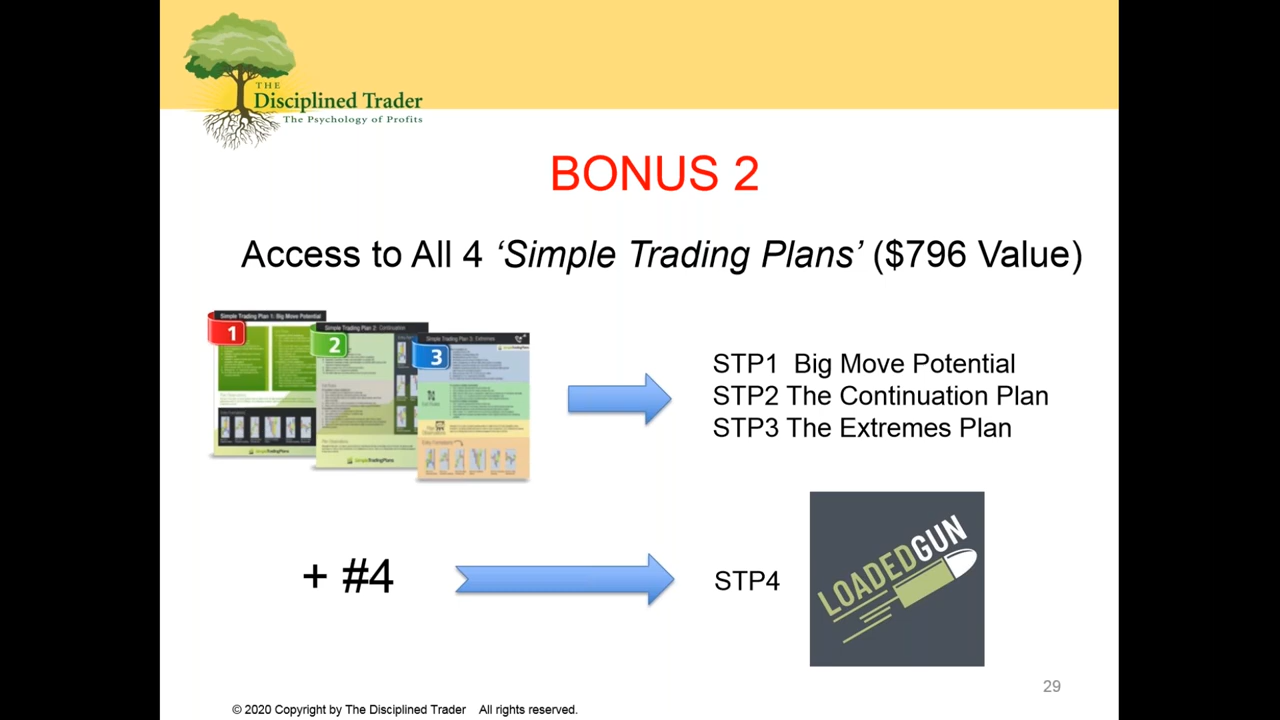 THE
Disciplined Trader
The Psychology of Profits
BONUS 2
Access to All 4 ‘Simple Trading Plans’ ($796 Value)
Simple Trading Plan 1: Big Move Potential
1
Simple Trading Plan 2: Continuation
2
Simple Trading Plan 3: Extremes
3
SimpleTradingPlans
SimpleTradingPlans
STP1 Big Move Potential
STP2 The Continuation Plan
STP3 The Extremes Plan
+ #4
STP4
LOADEDGUN
29
© 2020 Copyright by The Disciplined Trader All rights reserved.